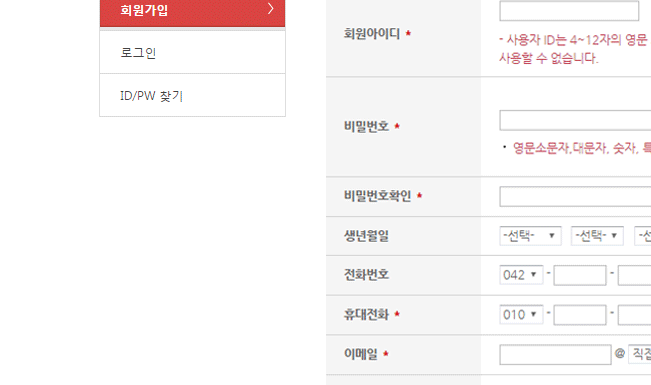 회원가입
로그인
ID/PW 찾기
회원아이디 *
- 사용자 ID는 4~12자의 영문
사용할 수 없습니다.
비밀번호 *
· 영문소문자,대문자, 숫자,
비밀번호확인 *
생년월일
-선택- -선택-
전화번호
042 - -
휴대전화 *
010 - -
이메일 *
@ 직접